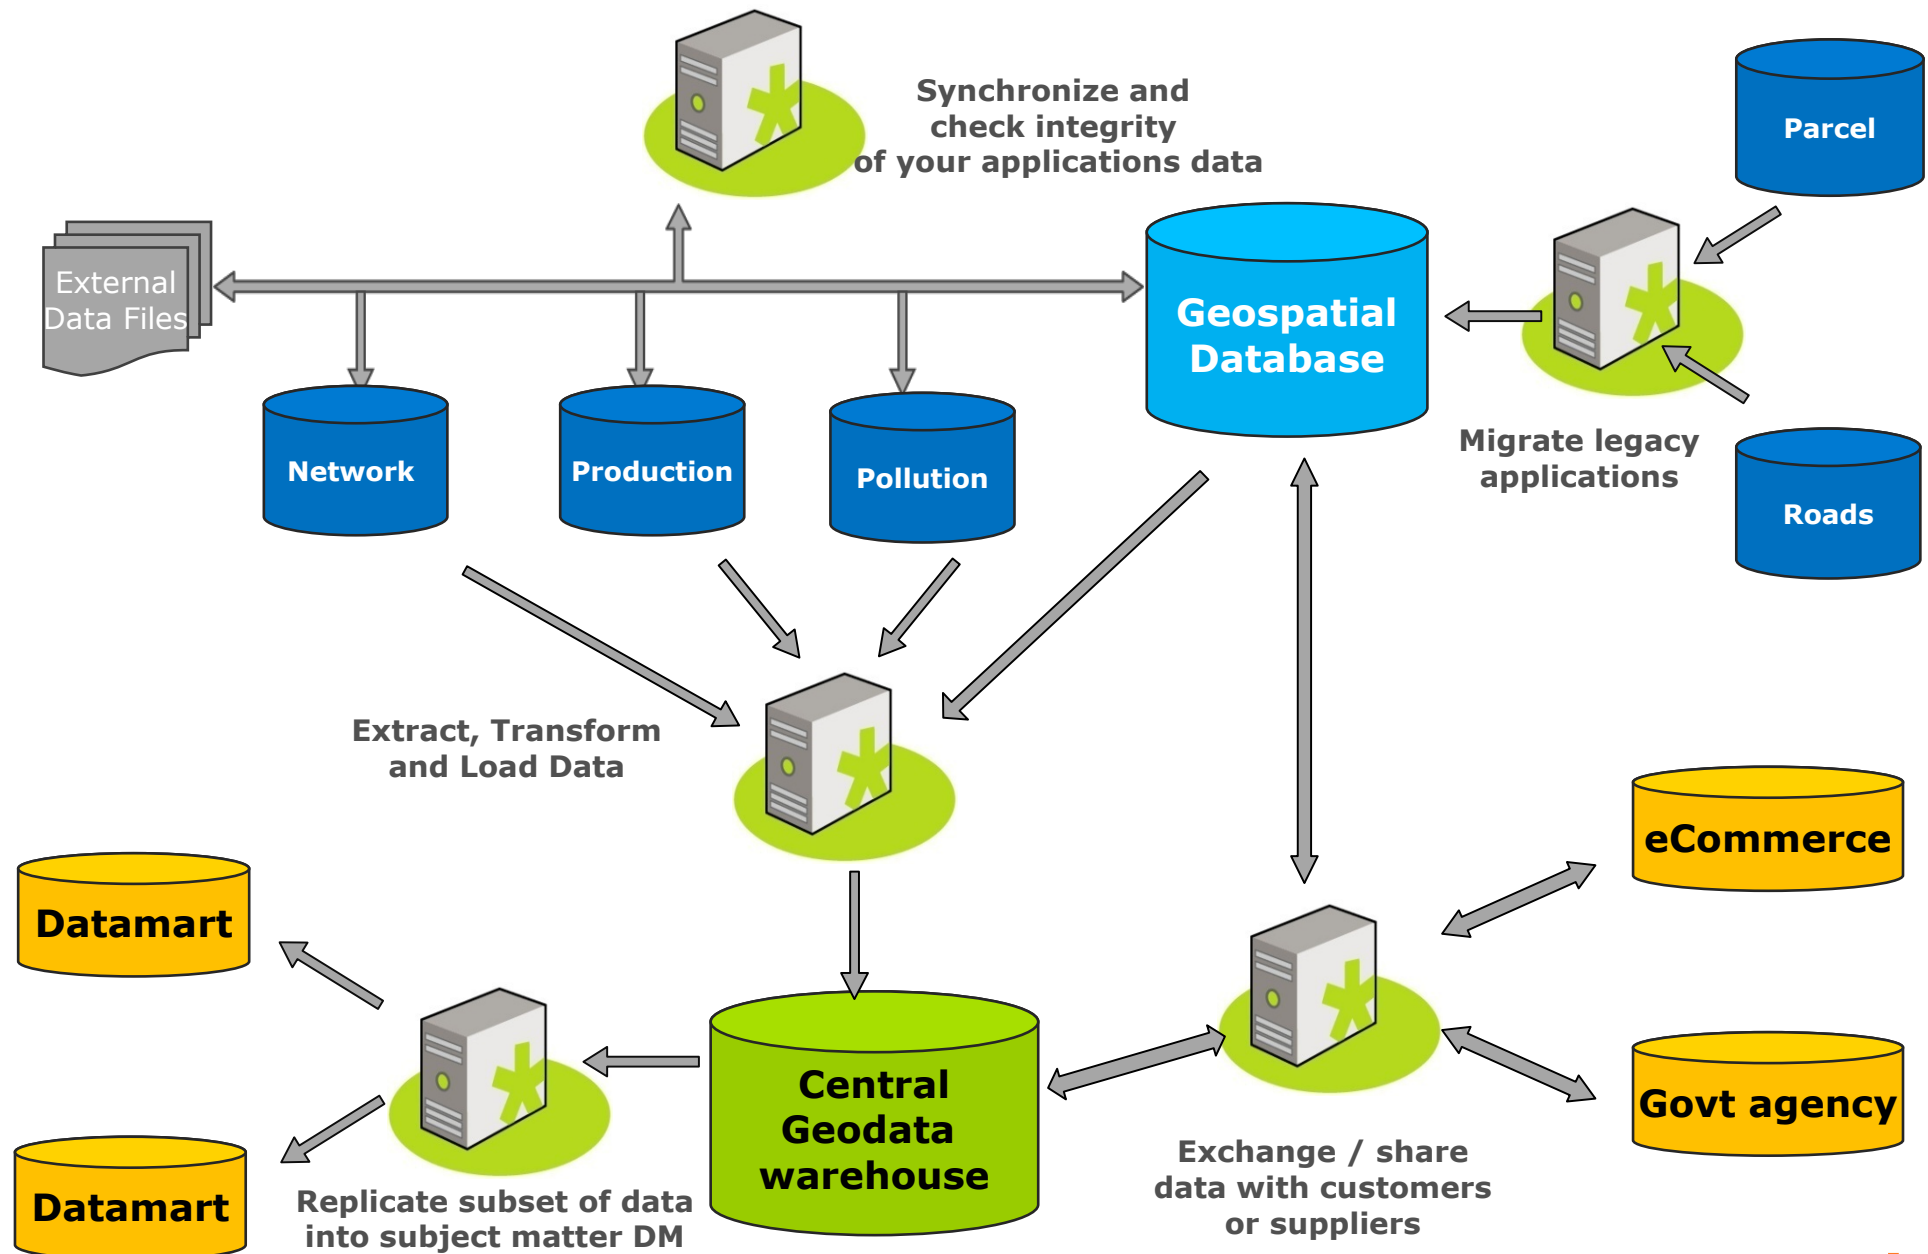 Synchronize and
check integrity
of your applications data
Parcel
External
Data Files
Geospatial
Database
Network
Production
Pollution
Migrate legacy
applications
Roads
Extract, Transform
and Load Data
eCommerce
Datamart
Central
Geodata
warehouse
Govt agency
Exchange / share
data with customers
or suppliers
Datamart
Replicate subset of data
into subject matter DM